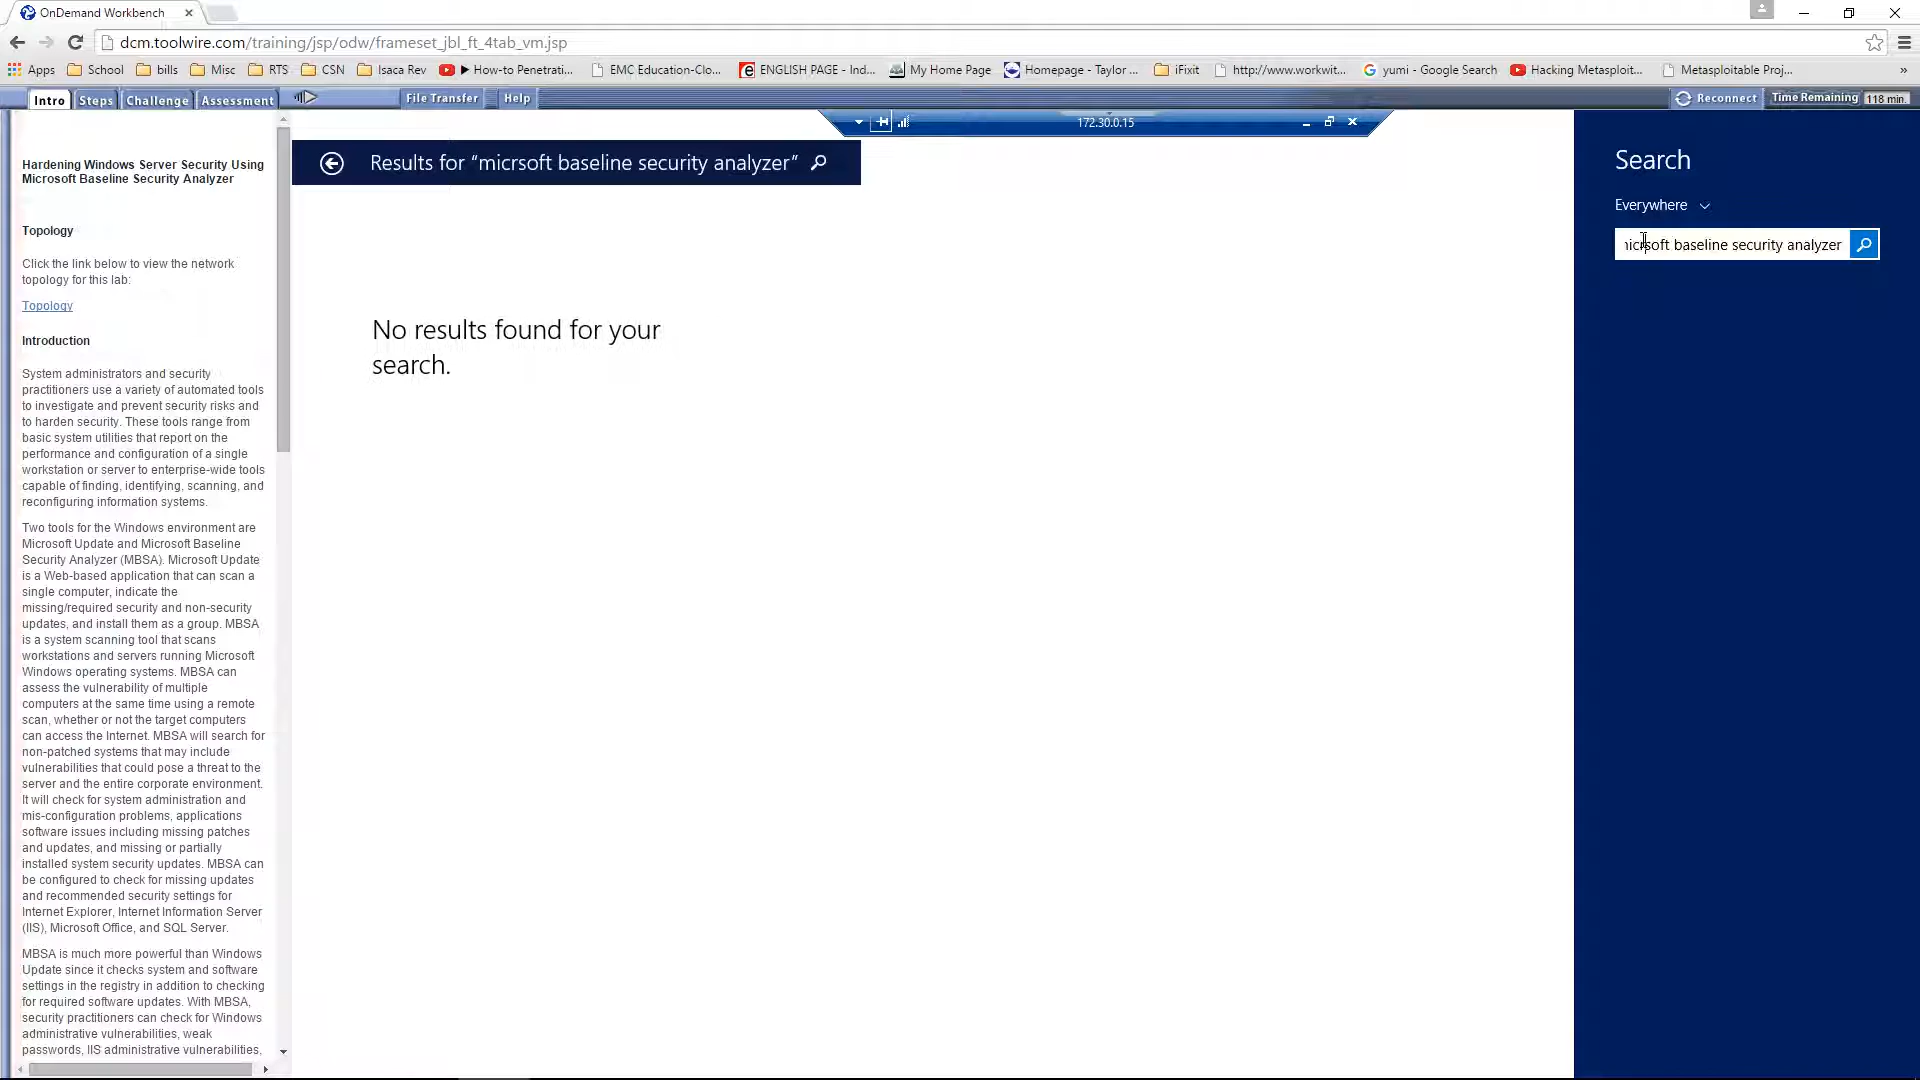 OnDemand Workbench
dcm.toolwire.com/training/jsp/odw/frameset_jbl_ft_4tab_vm.jsp
Apps School bills Misc RTS CSN Isaca Rev ▶ How-to Penetrati... EMC Education-Clo... ENGLISH PAGE - Ind... My Home Page Homepage - Taylor ... iFixit http://www.workwit... yumi - Google Search Hacking Metasploit... Metasploitable Proj... »
Intro Steps Challenge Assessment File Transfer Help Reconnect Time Remaining 118 min.
172.30.0.15
Hardening Windows Server Security Using
Microsoft Baseline Security Analyzer
Topology
Click the link below to view the network
topology for this lab:
Topology
Introduction
System administrators and security
practitioners use a variety of automated tools
to investigate and prevent security risks and
to harden security. These tools range from
basic system utilities that report on the
performance and configuration of a single
workstation or server to enterprise-wide tools
capable of finding, identifying, scanning, and
reconfiguring information systems.
Two tools for the Windows environment are
Microsoft Update and Microsoft Baseline
Security Analyzer (MBSA). Microsoft Update
is a Web-based application that can scan a
single computer, indicate the
missing/required security and non-security
updates, and install them as a group. MBSA
is a system scanning tool that scans
workstations and servers running Microsoft
Windows operating systems. MBSA can
assess the vulnerability of multiple
computers at the same time using a remote
scan, whether or not the target computers
can access the Internet. MBSA will search for
non-patched systems that may include
vulnerabilities that could pose a threat to the
server and the entire corporate environment.
It will check for system administration and
mis-configuration problems, applications
software issues including missing patches
and updates, and missing or partially
installed system security updates. MBSA can
be configured to check for missing updates
and recommended security settings for
Internet Explorer, Internet Information Server
(IIS), Microsoft Office, and SQL Server.
MBSA is much more powerful than Windows
Update since it checks system and software
settings in the registry in addition to checking
for required software updates. With MBSA,
security practitioners can check for Windows
administrative vulnerabilities, weak
passwords, IIS administrative vulnerabilities,
Results for “micrsoft baseline security analyzer”
No results found for your
search.
Search
Everywhere
micrsoft baseline security analyzer